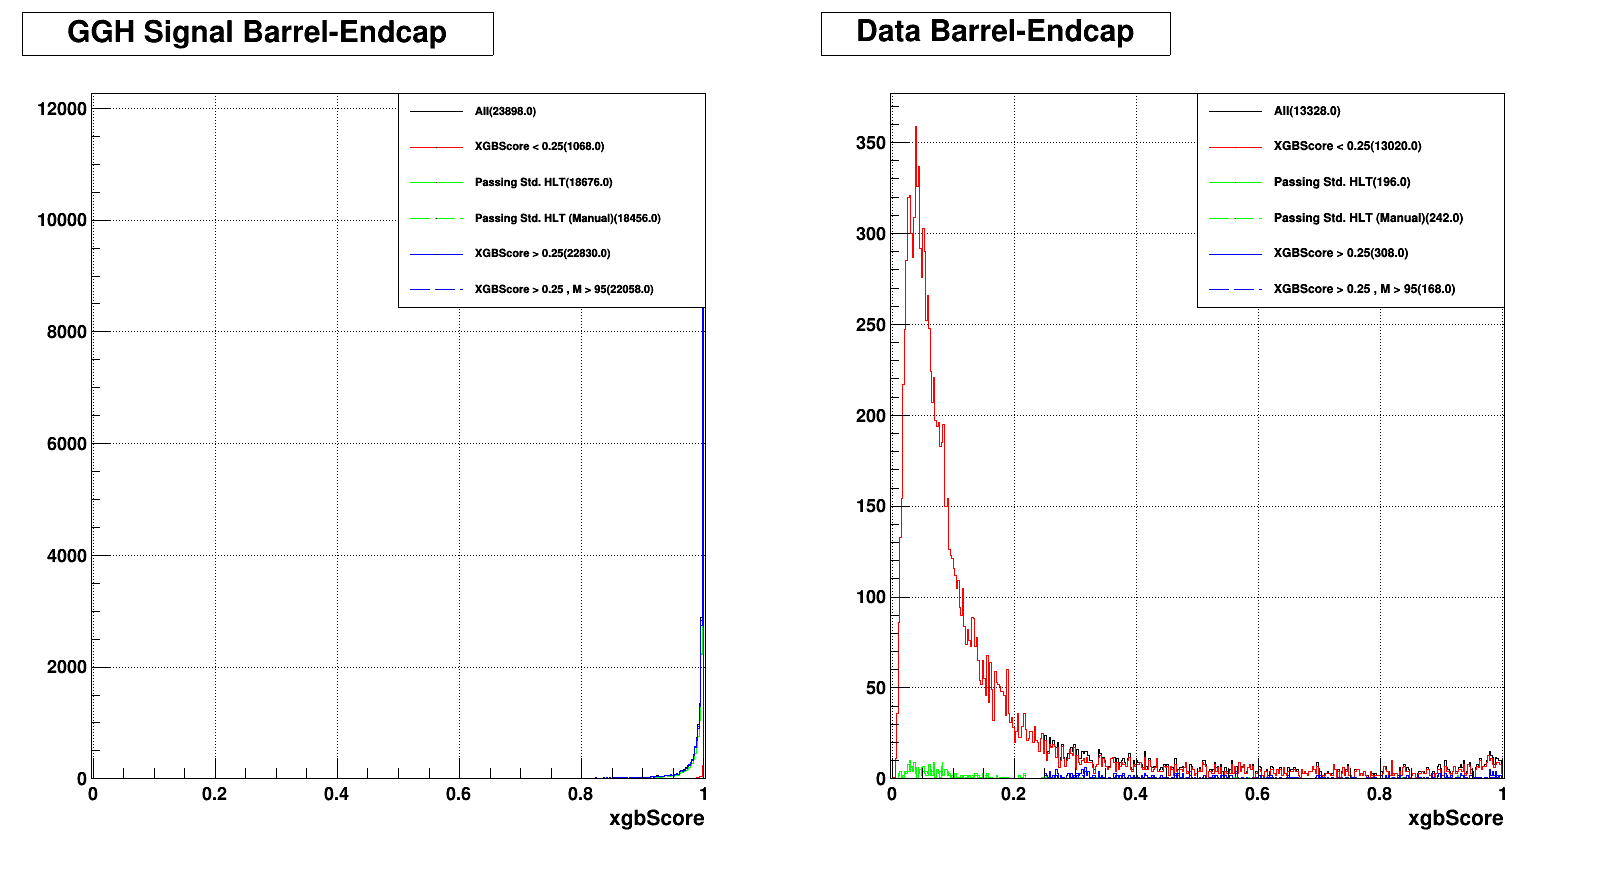 GGH Signal Barrel-Endcap
12000
10000
8000
6000
4000
2000
0
0 0.2 0.4 0.6 0.8 1
xgbScore
All(23898.0)
XGBScore < 0.25(1068.0)
Passing Std. HLT(18676.0)
Passing Std. HLT (Manual)(18456.0)
XGBScore > 0.25(22830.0)
XGBScore > 0.25 , M > 95(22058.0)
Data Barrel-Endcap
350
300
250
200
150
100
50
0
0 0.2 0.4 0.6 0.8 1
xgbScore
All(13328.0)
XGBScore < 0.25(13020.0)
Passing Std. HLT(196.0)
Passing Std. HLT (Manual)(242.0)
XGBScore > 0.25(308.0)
XGBScore > 0.25 , M > 95(168.0)